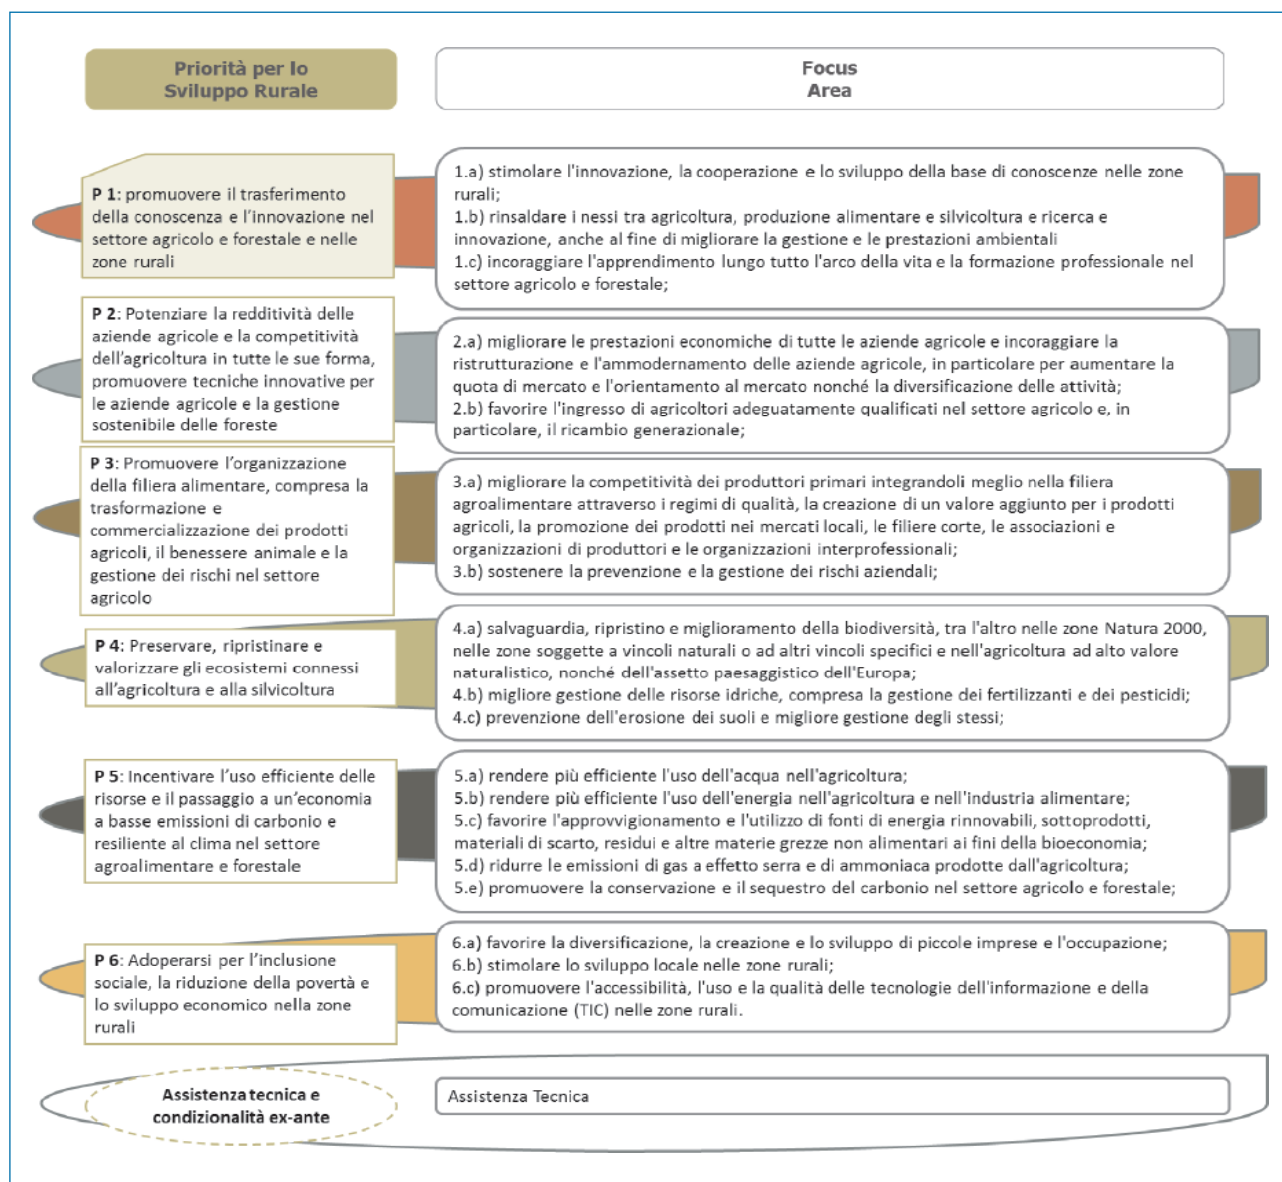 Priorità per lo
Sviluppo Rurale
Focus
Area
P 1: promuovere il trasferimento
della conoscenza e l'innovazione nel
settore agricolo e forestale e nelle
zone rurali
1.a) stimolare l'innovazione, la cooperazione e lo sviluppo della base di conoscenze nelle zone
rurali;
1.b) rinsaldare i nessi tra agricoltura, produzione alimentare e silvicoltura e ricerca e
innovazione, anche al fine di migliorare la gestione e le prestazioni ambientali
1.c) incoraggiare l'apprendimento lungo tutto l'arco della vita e la formazione professionale nel
settore agricolo e forestale;
P 2: Potenziare la redditività delle
aziende agricole e la competitività
dell'agricoltura in tutte le sue forma,
promuovere tecniche innovative per
le aziende agricole e la gestione
sostenibile delle foreste
2.a) migliorare le prestazioni economiche di tutte le aziende agricole e incoraggiare la
ristrutturazione e l'ammodernamento delle aziende agricole, in particolare per aumentare la
quota di mercato e l'orientamento al mercato nonché la diversificazione delle attività;
2.b) favorire l'ingresso di agricoltori adeguatamente qualificati nel settore agricolo e, in
particolare, il ricambio generazionale;
P 3: Promuovere l'organizzazione
della filiera alimentare, compresa la
trasformazione e
commercializzazione dei prodotti
agricoli, il benessere animale e la
gestione dei rischi nel settore
agricolo
3.a) migliorare la competitività dei produttori primari integrandoli meglio nella filiera
agroalimentare attraverso i regimi di qualità, la creazione di un valore aggiunto per i prodotti
agricoli, la promozione dei prodotti nei mercati locali, le filiere corte, le associazioni e
organizzazioni di produttori e le organizzazioni interprofessionali;
3.b) sostenere la prevenzione e la gestione dei rischi aziendali;
P 4: Preservare, ripristinare e
valorizzare gli ecosistemi connessi
all'agricoltura e alla silvicoltura
4.a) salvaguardia, ripristino e miglioramento della biodiversità, tra l'altro nelle zone Natura 2000,
nelle zone soggette a vincoli naturali o ad altri vincoli specifici e nell'agricoltura ad alto valore
naturalistico, nonché dell'assetto paesaggistico dell'Europa;
4.b) migliore gestione delle risorse idriche, compresa la gestione dei fertilizzanti e dei pesticidi;
4.c) prevenzione dell'erosione dei suoli e migliore gestione degli stessi;
P 5: Incentivare l'uso efficiente delle
risorse e il passaggio a un'economia
a basse emissioni di carbonio e
resiliente al clima nel settore
agroalimentare e forestale
5.a) rendere più efficiente l'uso dell'acqua nell'agricoltura;
5.b) rendere più efficiente l'uso dell'energia nell'agricoltura e nell'industria alimentare;
5.c) favorire l'approvvigionamento e l'utilizzo di fonti di energia rinnovabili, sottoprodotti,
materiali di scarto, residui e altre materie grezze non alimentari ai fini della bioeconomia;
5.d) ridurre le emissioni di gas a effetto serra e di ammoniaca prodotte dall'agricoltura;
5.e) promuovere la conservazione e il sequestro del carbonio nel settore agricolo e forestale;
P 6: Adoperarsi per l'inclusione
sociale, la riduzione della povertà e
lo sviluppo economico nella zone
rurali
6.a) favorire la diversificazione, la creazione e lo sviluppo di piccole imprese e l'occupazione;
6.b) stimolare lo sviluppo locale nelle zone rurali;
6.c) promuovere l'accessibilità, l'uso e la qualità delle tecnologie dell'informazione e della
comunicazione (TIC) nelle zone rurali.
Assistenza tecnica e
condizionalità ex-ante
Assistenza Tecnica